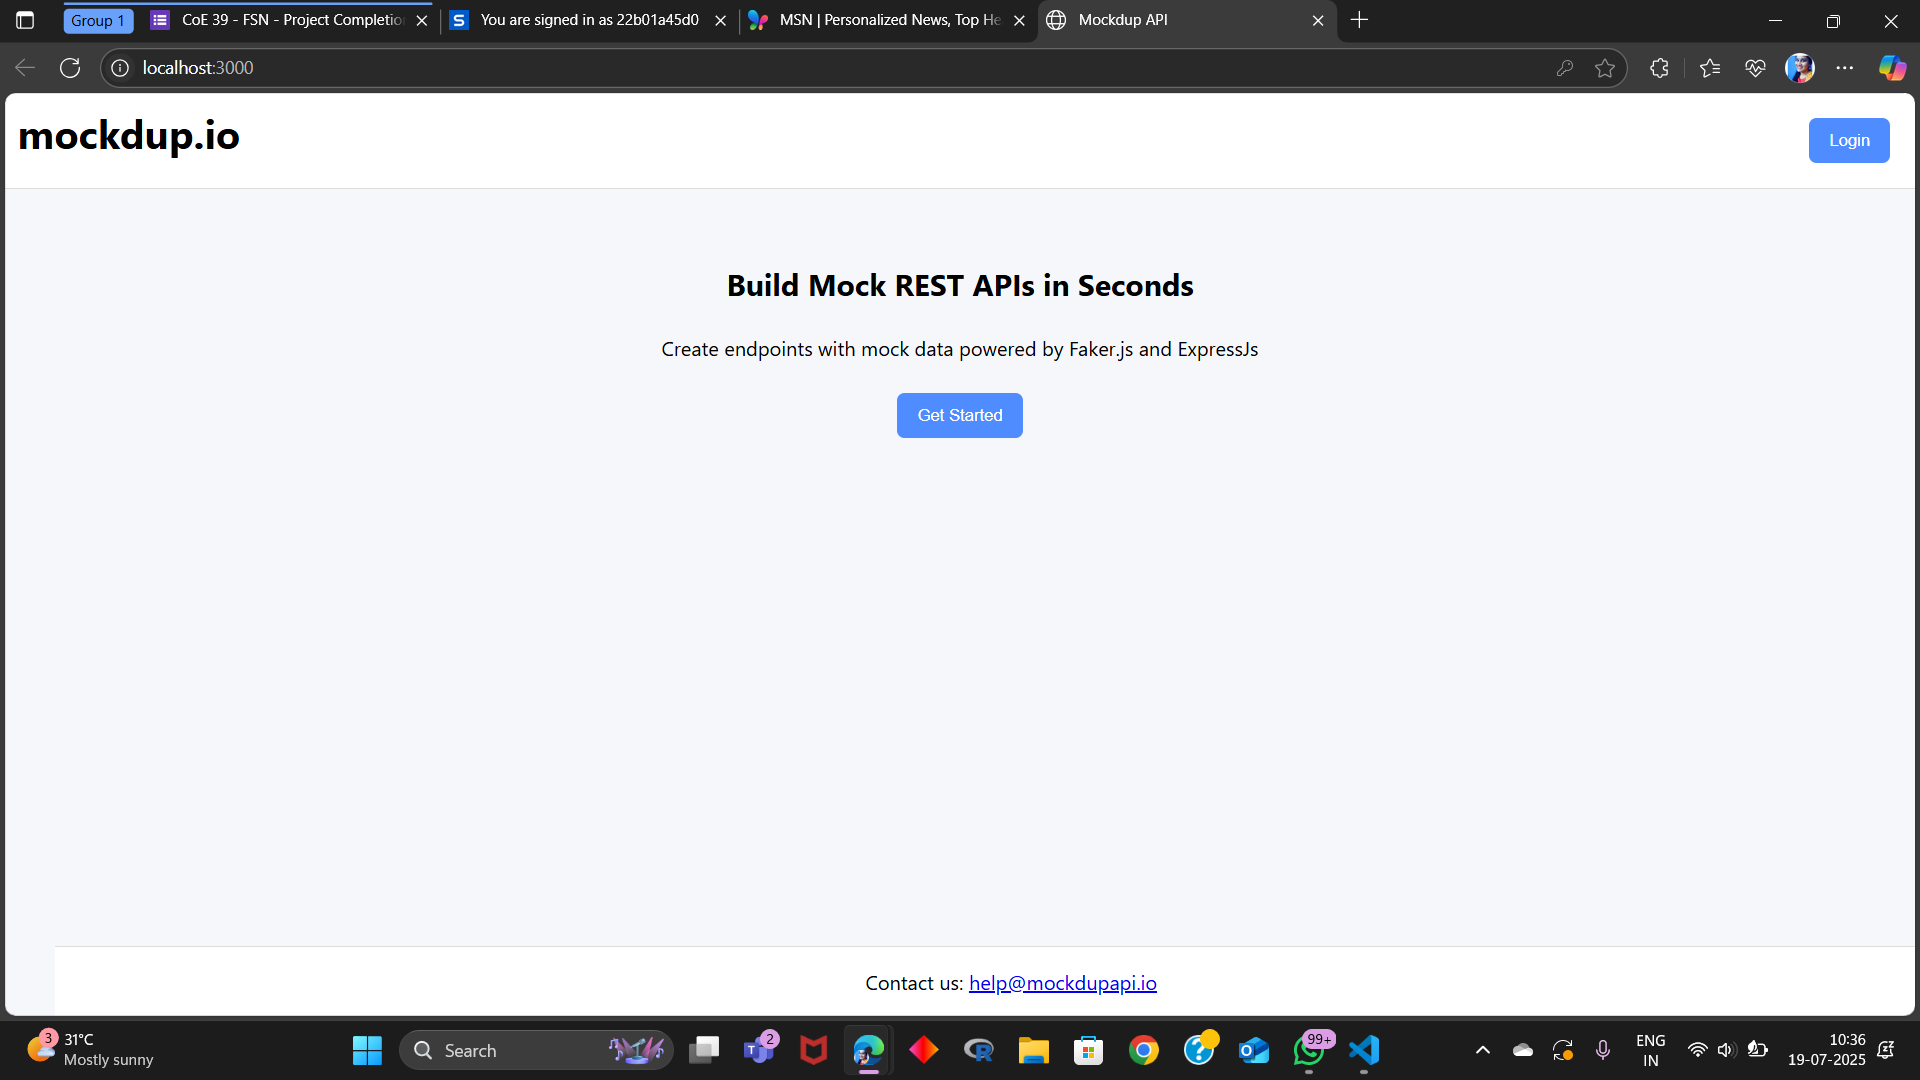 Group 1
CoE 39 - FSN - Project Completio
You are signed in as 22b01a45d0
MSN | Personalized News, Top He
Mockdup API
localhost:3000
mockdup.io
Login
Build Mock REST APIs in Seconds
Create endpoints with mock data powered by Faker.js and ExpressJs
Get Started
Contact us: help@mockdupapi.io
3
31°C
Mostly sunny
Search
2
99+
ENG
IN
10:36
19-07-2025